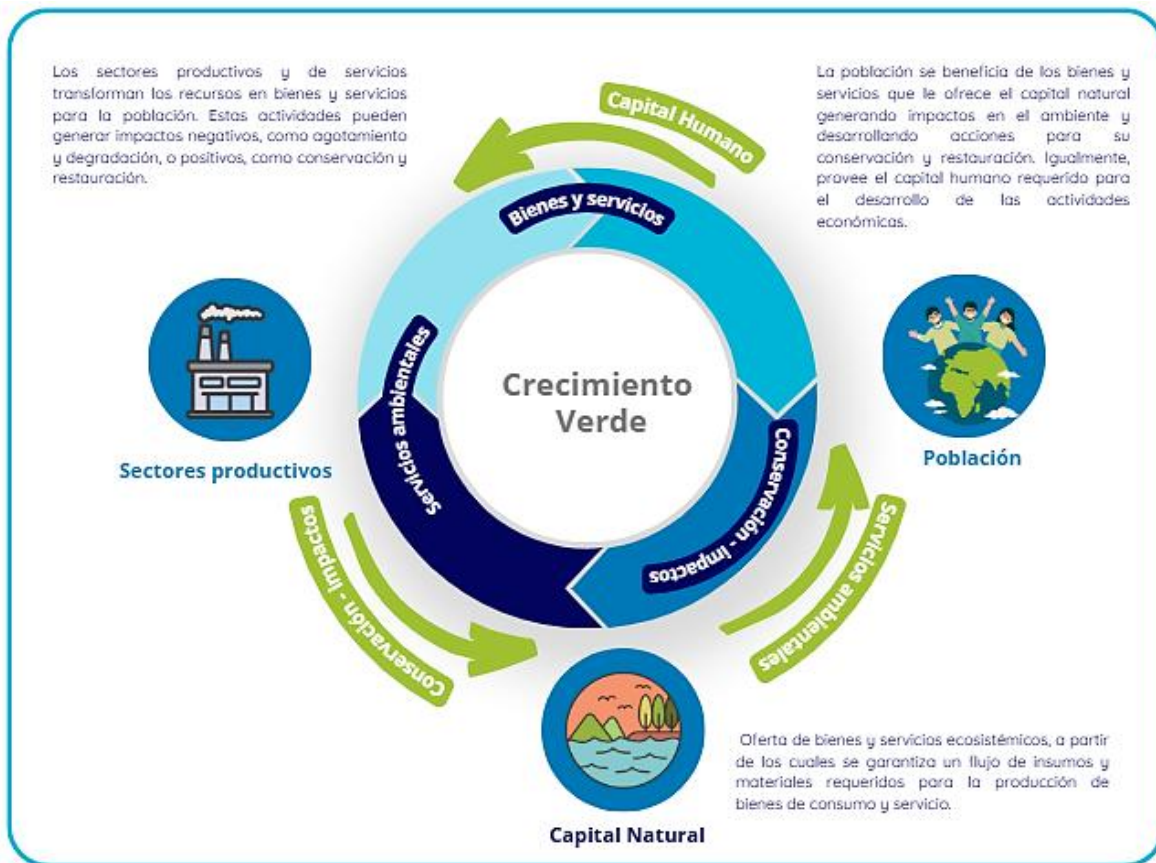 Los sectores productivos y de servicios
transforman los recursos en bienes y servicios
para la población. Estas actividades pueden
generar impactos negativos, como agotamiento
y degradación, o positivos, como conservación y
restauración.
La población se beneficia de los bienes y
servicios que le ofrece el capital natural
generando impactos en el ambiente y
desarrollando acciones para su
conservación y restauración. Igualmente,
provee el capital humano requerido para
el desarrollo de las actividades
económicas.
Capital Humano
Bienes y servicios
Servicios ambientales
Crecimiento
Verde
Conservación - Impactos
Sectores productivos
Población
Conservación - Impactos
Servicios ambientales
Oferta de bienes y servicios ecosistémicos, a partir
de los cuales se garantiza un flujo de insumos y
materiales requeridos para la producción de
bienes de consumo y servicio.
Capital Natural